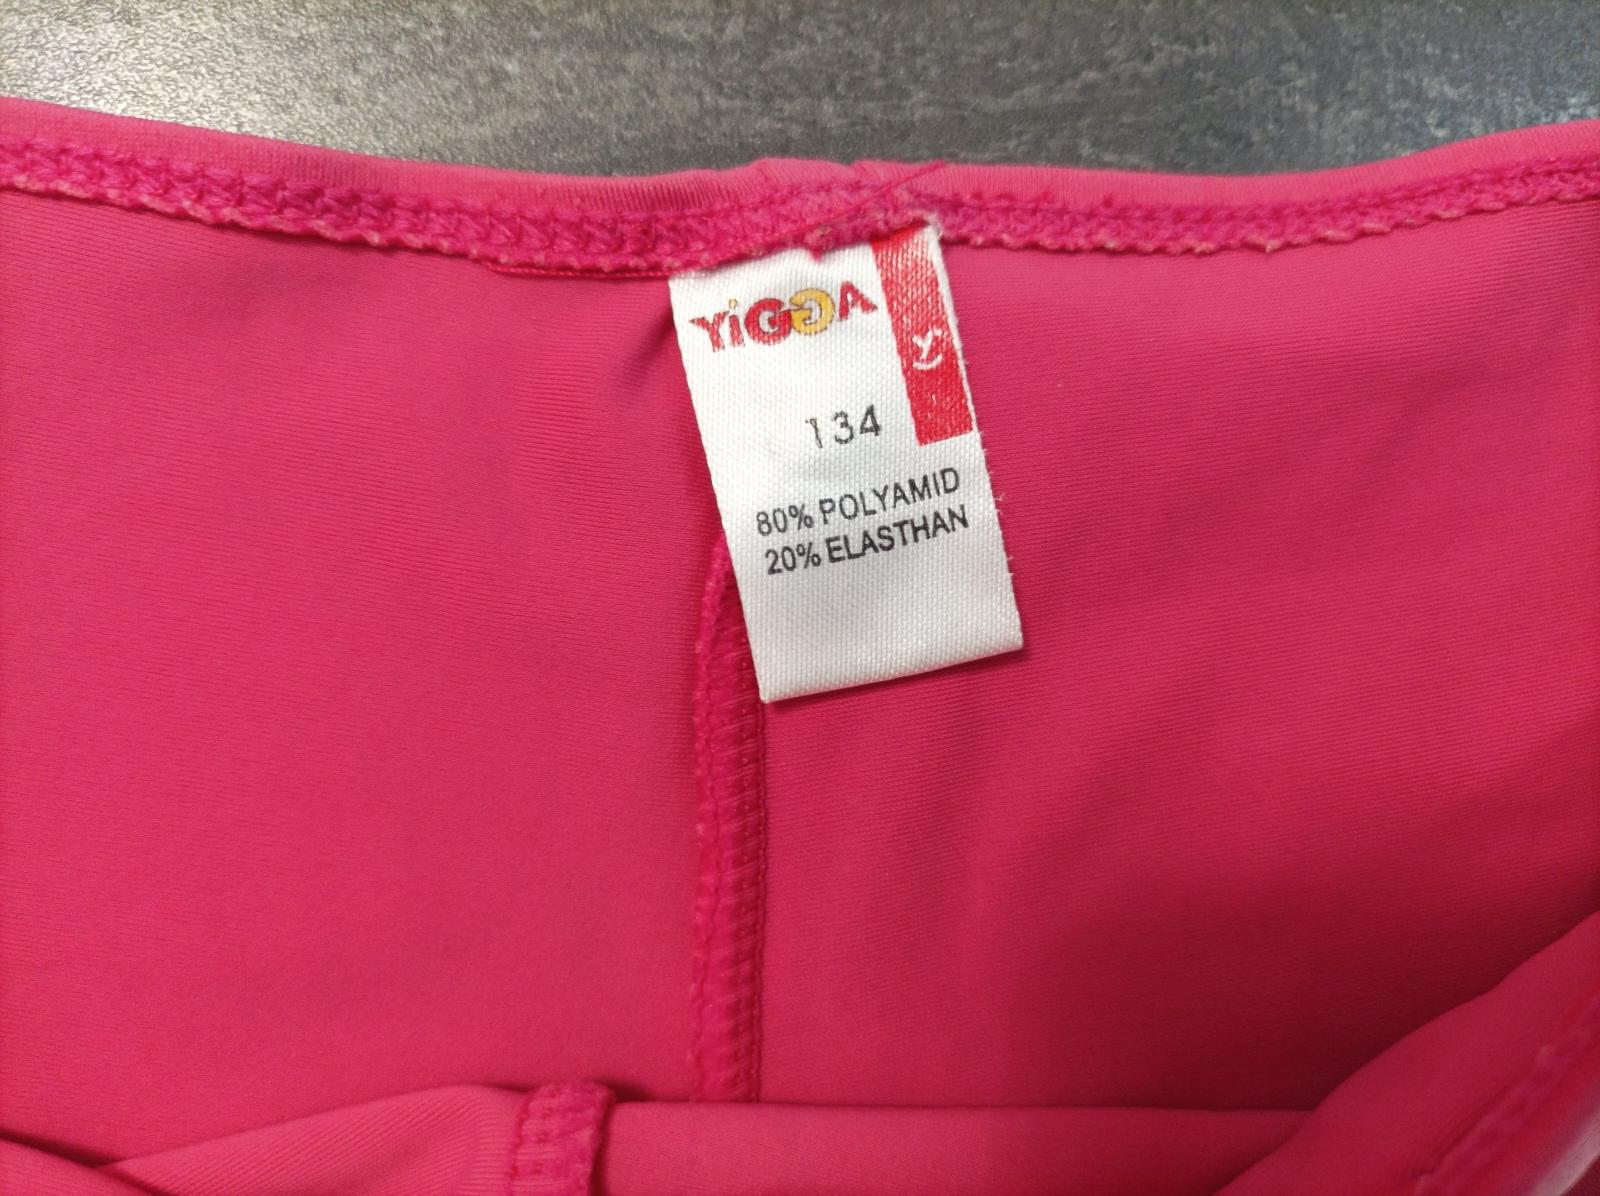 YiGGA
y
134
80% POLYAMID
20% ELASTHAN